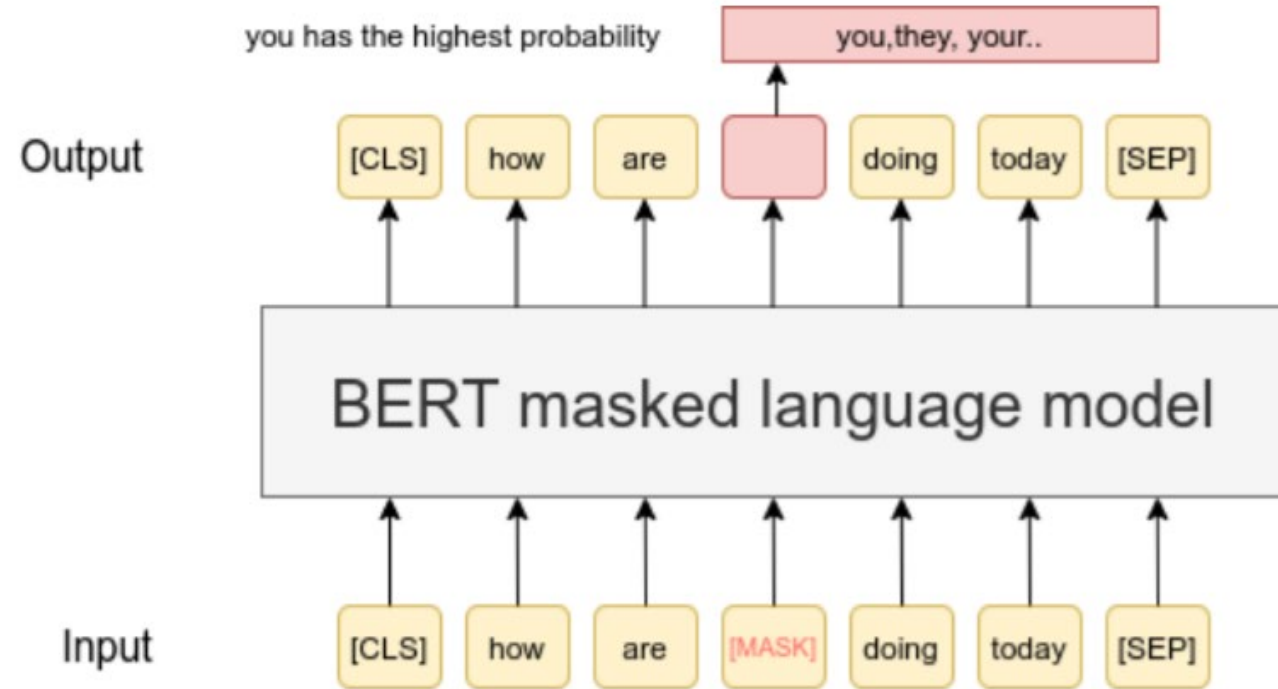 you has the highest probability you,they, your..
Output [CLS] how are doing today [SEP]
BERT masked language model
Input [CLS] how are [MASK] doing today [SEP]